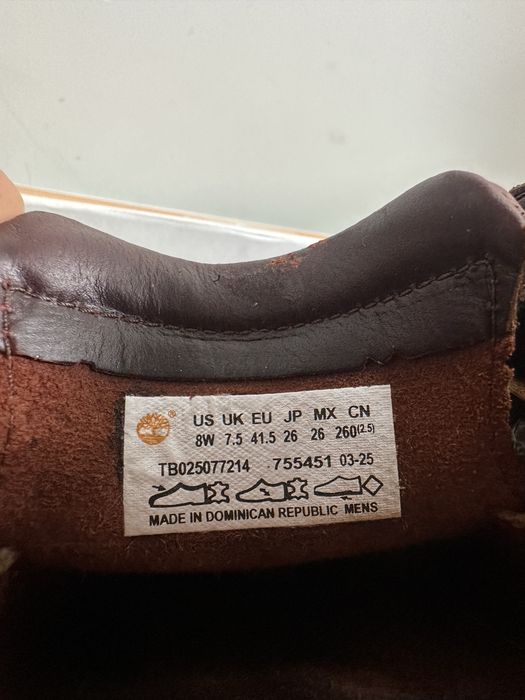 US UK EU JP MX CN
8W 7.5 41.5 26 26 260(2.5)
TB025077214 755451 03-25
MADE IN DOMINICAN REPUBLIC MENS